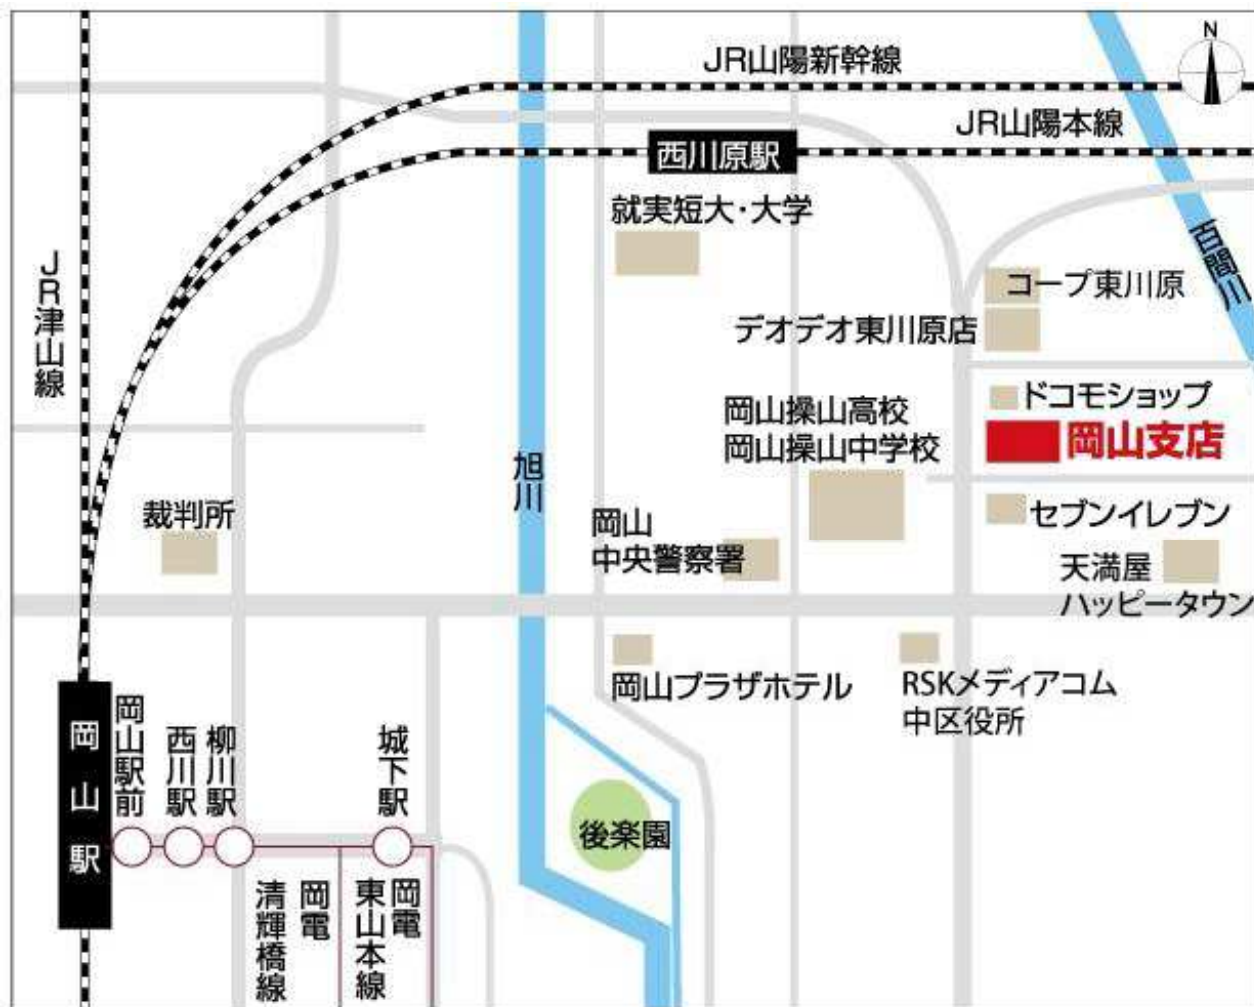 N
JR山陽新幹線
JR山陽本線
西川原駅
就実短大・大学
JR津山線
百間川
コープ東川原
デオデオ東川原店
ドコモショップ
岡山操山高校
岡山操山中学校
岡山支店
旭川
裁判所
セブンイレブン
岡山
中央警察署
天満屋
ハッピータウン
岡山プラザホテル
RSKメディアコム
中区役所
岡山駅
岡山駅前
西川駅
柳川駅
城下駅
後楽園
岡電
清輝橋線
岡電
東山本線